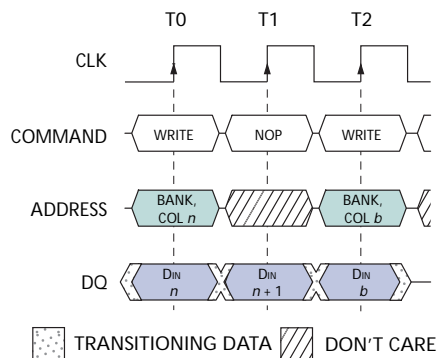 T0 T1 T2
CLK
COMMAND WRITE NOP WRITE
ADDRESS BANK, COL n BANK, COL b
DQ DIN n DIN n + 1 DIN b
TRANSITIONING DATA DON'T CARE